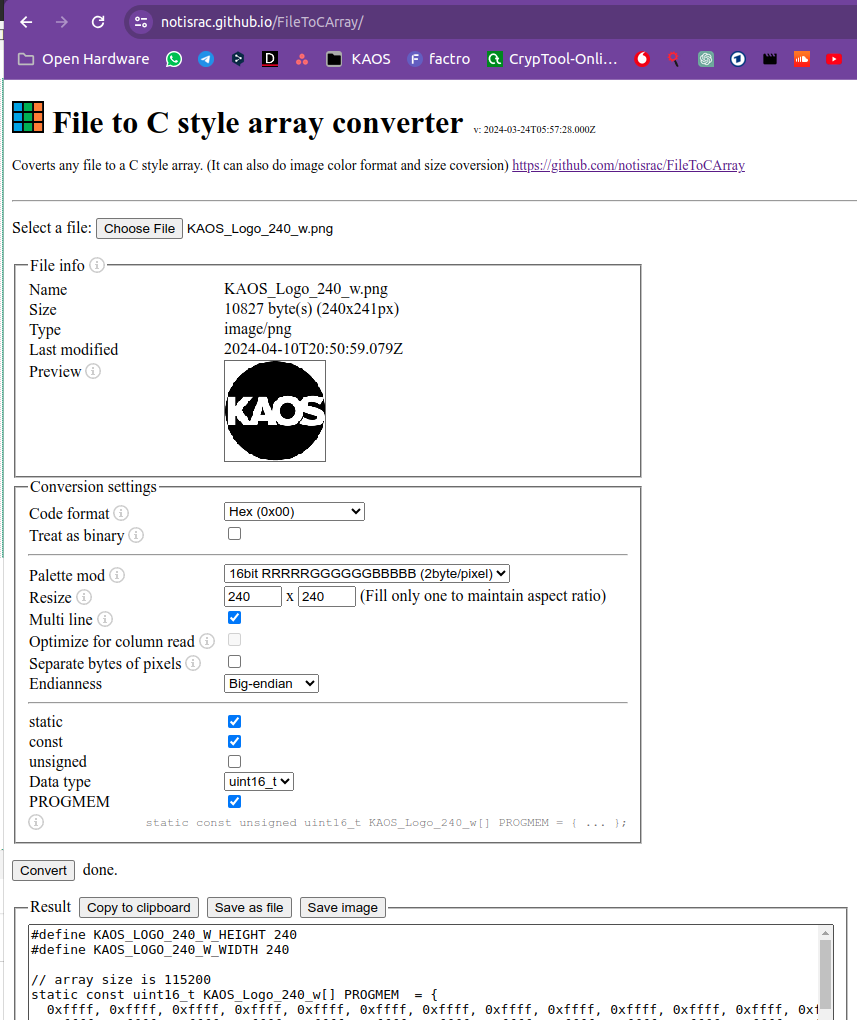 notisrac.github.io/FileToCArray/
Open Hardware D KAOS F factro CrypTool-Onli...
File to C style array converter v: 2024-03-24T05:57:28.000Z
Coverts any file to a C style array. (It can also do image color format and size coversion) https://github.com/notisrac/FileToCArray
Select a file: Choose File KAOS_Logo_240_w.png
File info
Name KAOS_Logo_240_w.png
Size 10827 byte(s) (240x241px)
Type image/png
Last modified 2024-04-10T20:50:59.079Z
Preview
KAOS
Conversion settings
Code format Hex (0x00)
Treat as binary
Palette mod 16bit RRRRRGGGGGGBBBBB (2byte/pixel)
Resize 240 x 240 (Fill only one to maintain aspect ratio)
Multi line
Optimize for column read
Separate bytes of pixels
Endianness Big-endian
static
const
unsigned
Data type uint16_t
PROGMEM
static const unsigned uint16_t KAOS_Logo_240_w[] PROGMEM = { ... };
Convert done.
Result Copy to clipboard Save as file Save image
#define KAOS_LOGO_240_W_HEIGHT 240
#define KAOS_LOGO_240_W_WIDTH 240
// array size is 115200
static const uint16_t KAOS_Logo_240_w[] PROGMEM = {
0xffff, 0xffff, 0xffff, 0xffff, 0xffff, 0xffff, 0xffff, 0xffff, 0xffff, 0xffff, 0xffff, 0xffff, 0xf